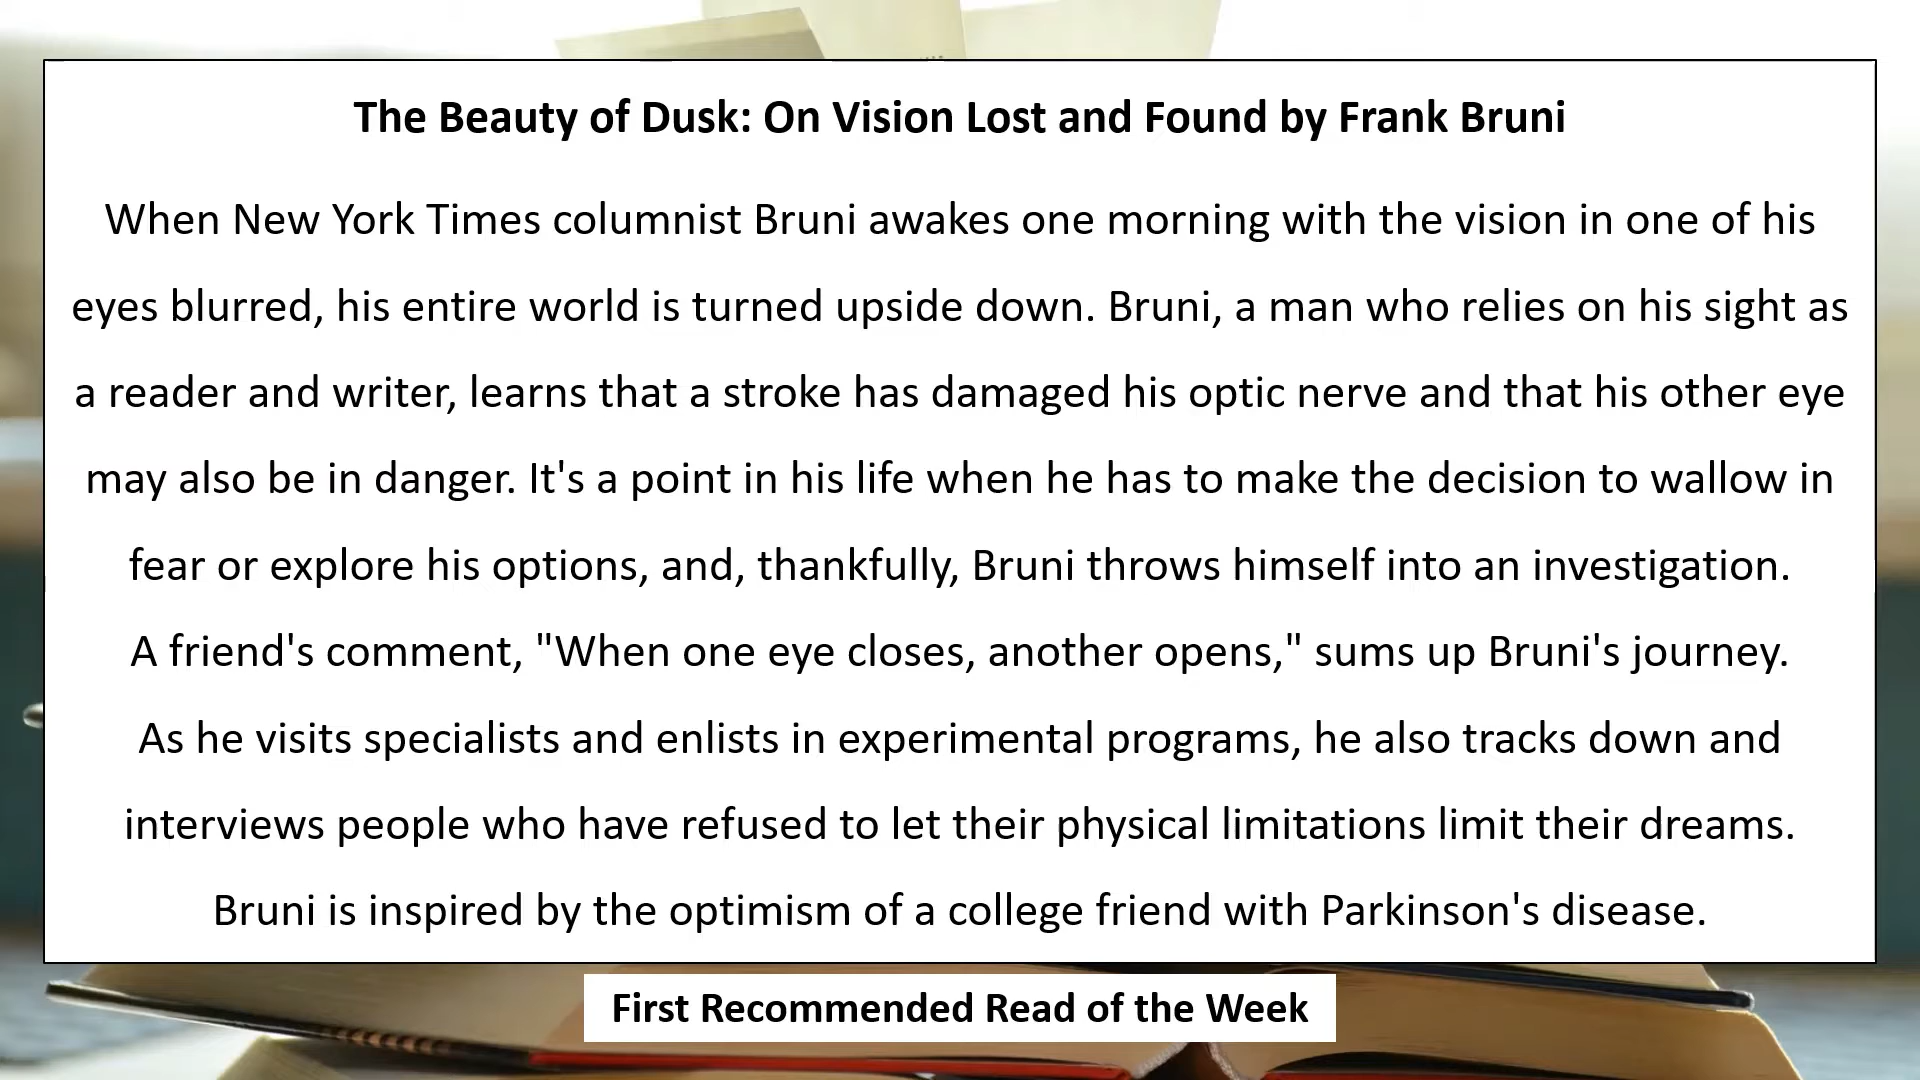 The Beauty of Dusk: On Vision Lost and Found by Frank Bruni
When New York Times columnist Bruni awakes one morning with the vision in one of his
eyes blurred, his entire world is turned upside down. Bruni, a man who relies on his sight as
a reader and writer, learns that a stroke has damaged his optic nerve and that his other eye
may also be in danger. It's a point in his life when he has to make the decision to wallow in
fear or explore his options, and, thankfully, Bruni throws himself into an investigation.
A friend's comment, "When one eye closes, another opens," sums up Bruni's journey.
As he visits specialists and enlists in experimental programs, he also tracks down and
interviews people who have refused to let their physical limitations limit their dreams.
Bruni is inspired by the optimism of a college friend with Parkinson's disease.
First Recommended Read of the Week